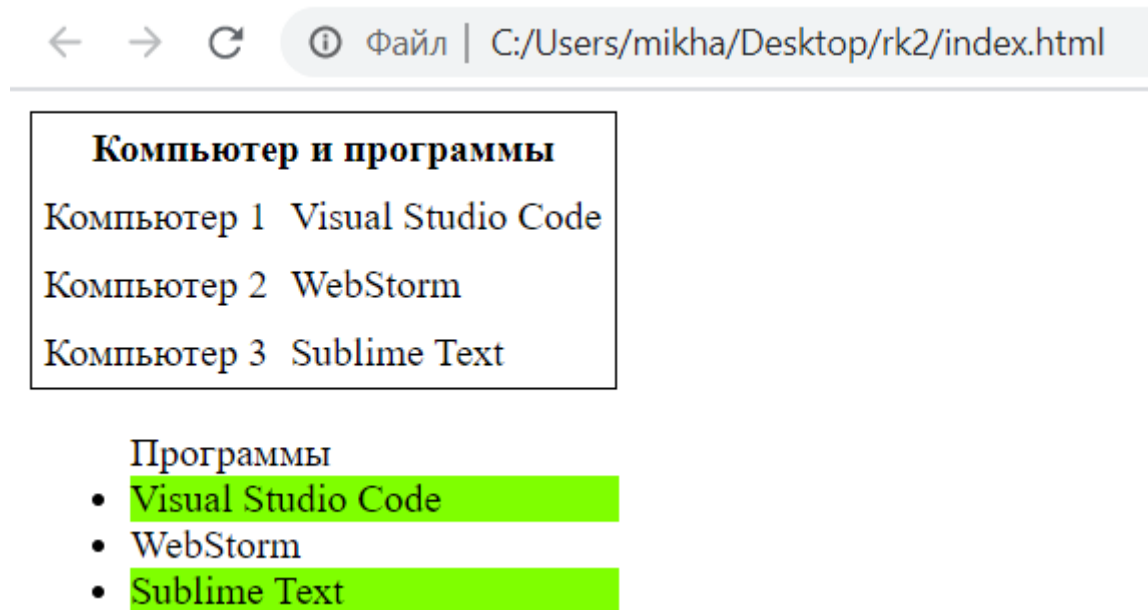 Файл | C:/Users/mikha/Desktop/rk2/index.html
Компьютер и программы
Компьютер 1 Visual Studio Code
Компьютер 2 WebStorm
Компьютер 3 Sublime Text
Программы
• Visual Studio Code
• WebStorm
• Sublime Text